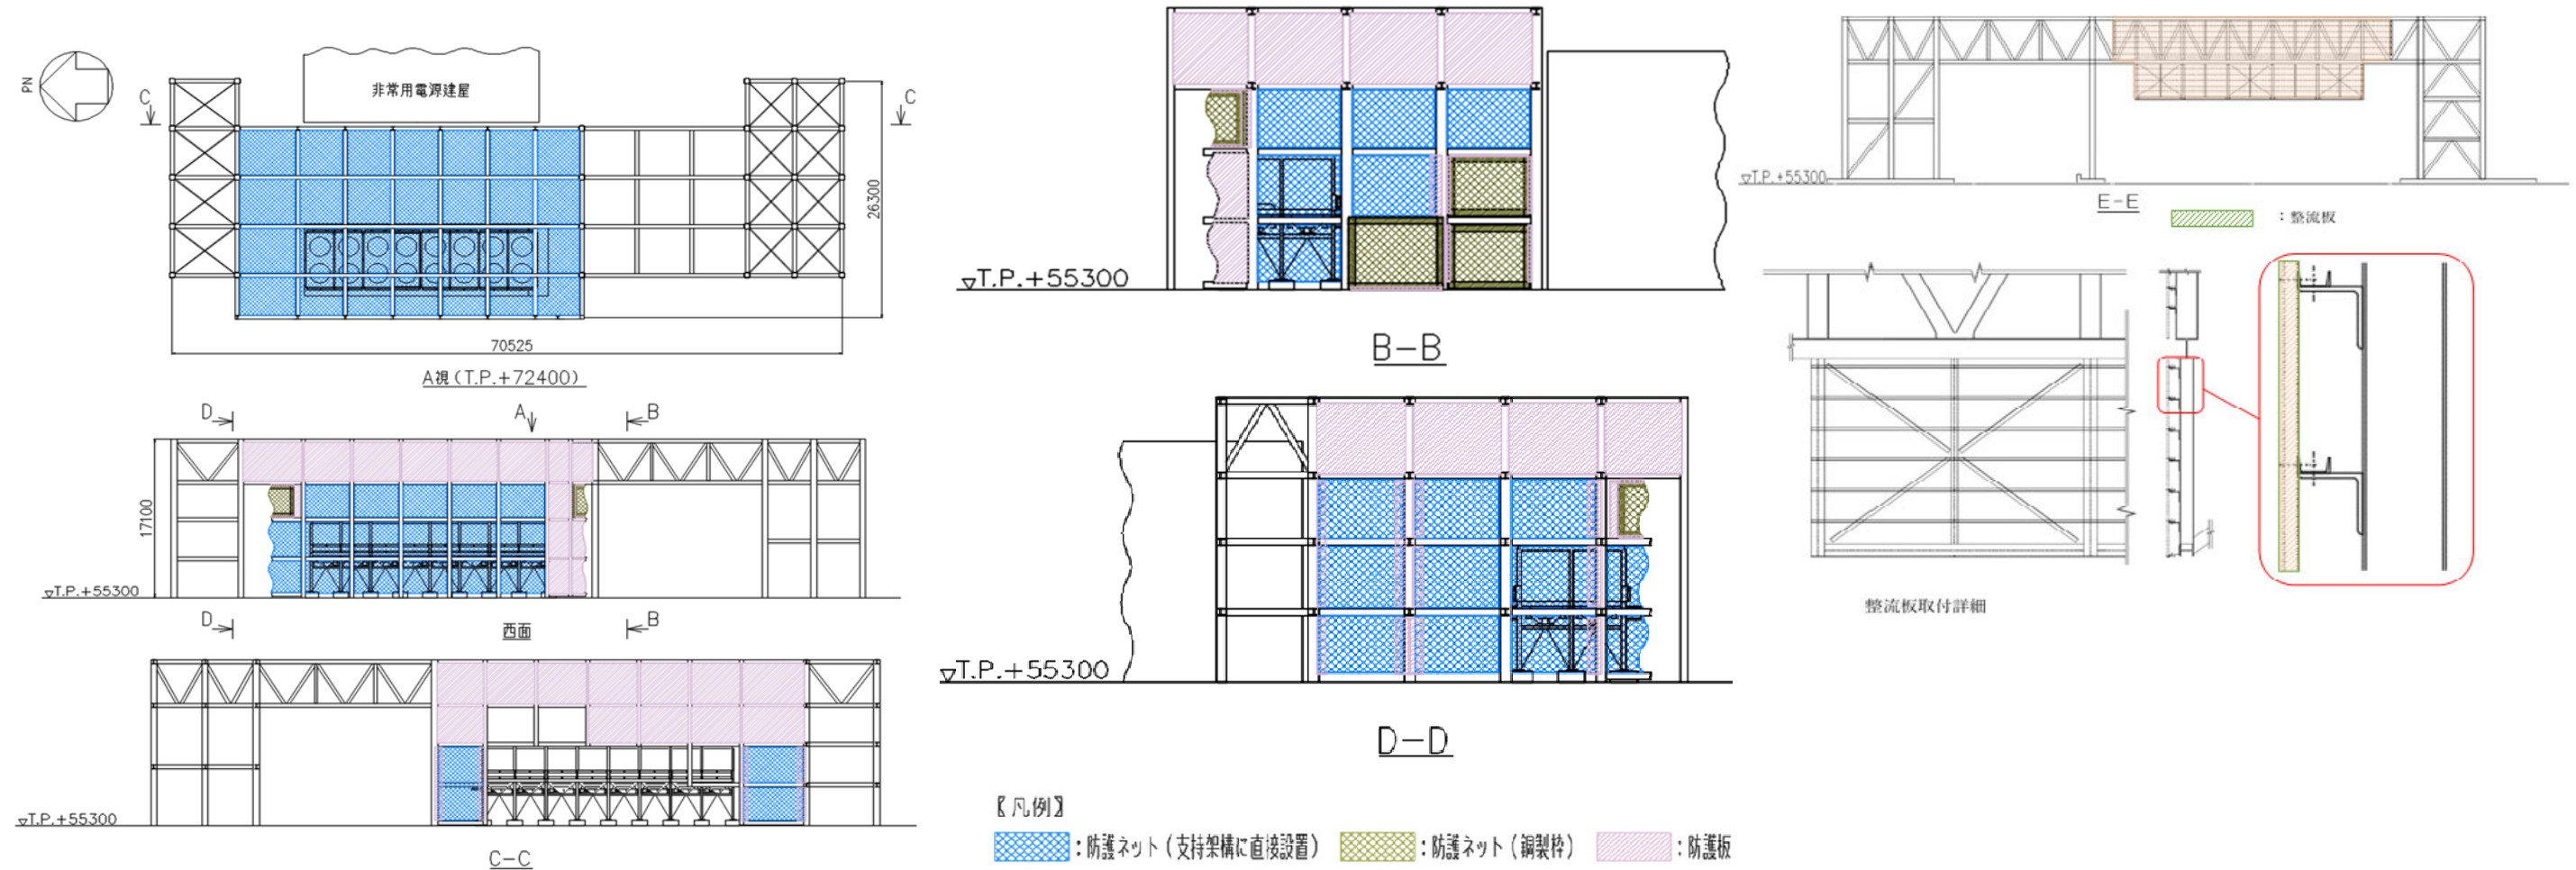 PN
非常用電源建屋
C
C
26300
70525
A視(T.P.+72400)
D
A
B
17100
▽T.P.+55300
D
西面
B
▽T.P.+55300
C-C
▽T.P.+55300
B-B
▽T.P.+55300
D-D
【凡例】
:防護ネット(支持架構に直接設置)
:防護ネット(鋼製枠)
:防護板
▽T.P.+55300
E-E
:整流板
整流板取付詳細